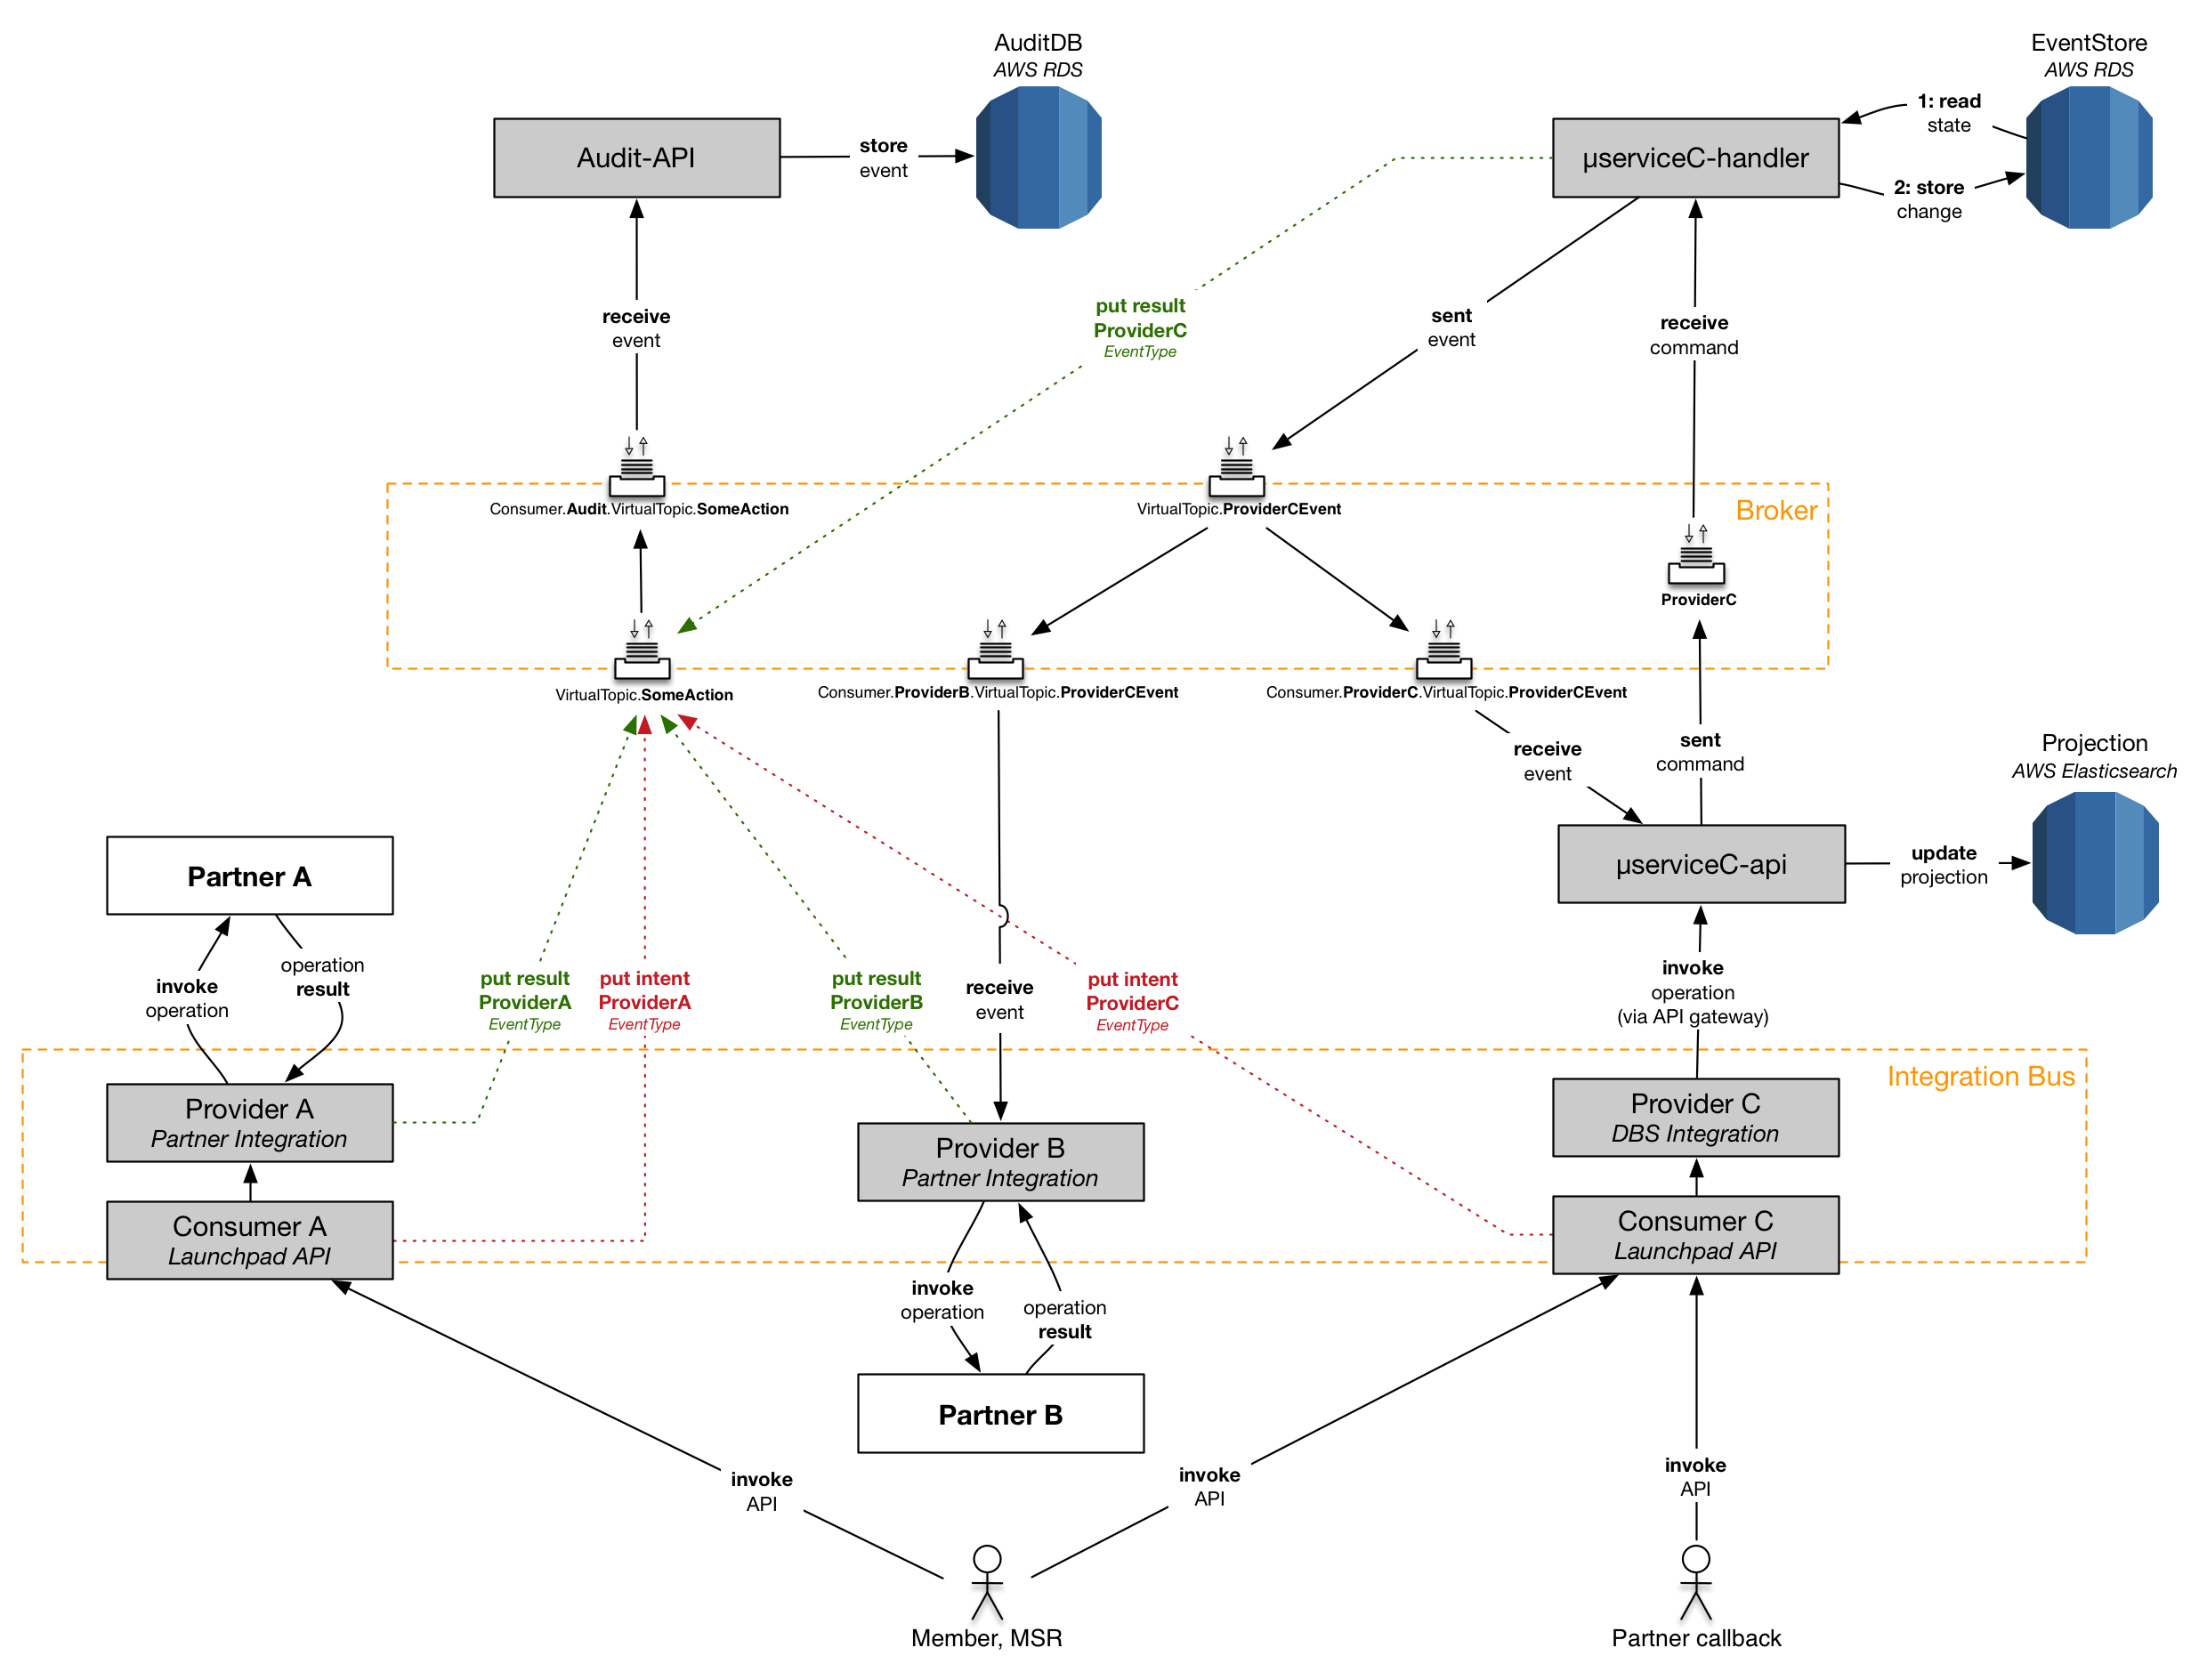 AuditDB
AWS RDS
EventStore
AWS RDS
Audit-API
store
event
µserviceC-handler
1: read
state
2: store
change
receive
event
put result
ProviderC
EventType
sent
event
receive
command
Broker
Consumer.Audit.VirtualTopic.SomeAction
VirtualTopic.ProviderCEvent
ProviderC
VirtualTopic.SomeAction
Consumer.ProviderB.VirtualTopic.ProviderCEvent
Consumer.ProviderC.VirtualTopic.ProviderCEvent
receive
event
sent
command
Projection
AWS Elasticsearch
Partner A
µserviceC-api
update
projection
invoke
operation
operation
result
put result
ProviderA
EventType
put intent
ProviderA
EventType
put result
ProviderB
EventType
receive
event
put intent
ProviderC
EventType
invoke
operation
(via API gateway)
Integration Bus
Provider A
Partner Integration
Provider B
Partner Integration
Provider C
DBS Integration
Consumer A
Launchpad API
Consumer C
Launchpad API
invoke
operation
operation
result
Partner B
invoke
API
invoke
API
invoke
API
Member, MSR
Partner callback